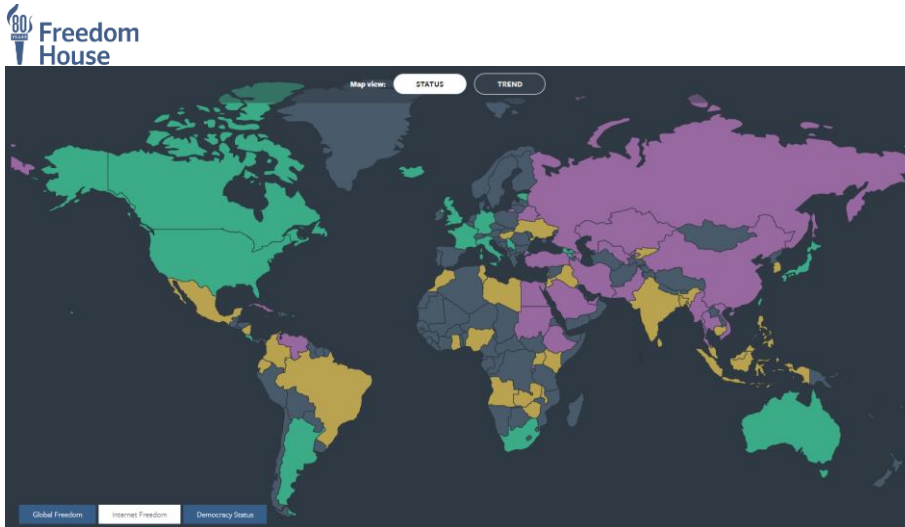 80
YEARS
Freedom
House
Map view: STATUS TREND
Global Freedom Internet Freedom Democracy Status